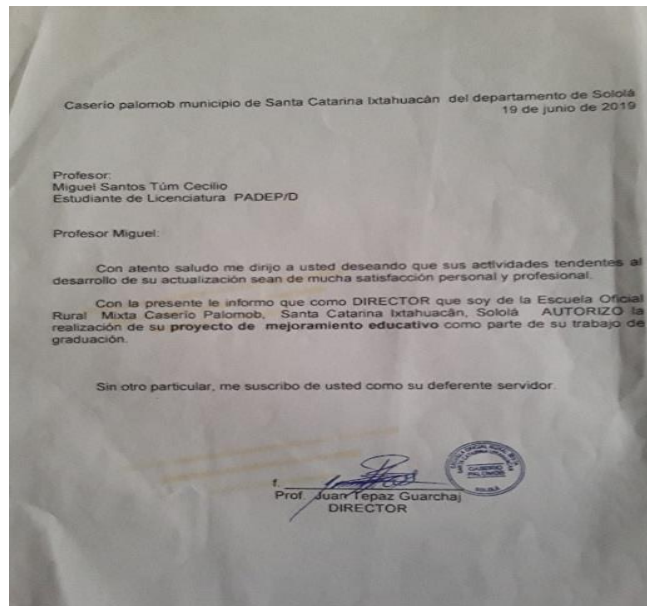 Caserío palomob municipio de Santa Catarina Ixtahuacán del departamento de Sololá
19 de junio de 2019
Profesor:
Miguel Santos Túm Cecilio
Estudiante de Licenciatura PADEP/D
Profesor Miguel:
Con atento saludo me dirijo a usted deseando que sus actividades tendentes al
desarrollo de su actualización sean de mucha satisfacción personal y profesional.
Con la presente le informo que como DIRECTOR que soy de la Escuela Oficial
Rural Mixta Caserío Palomob, Santa Catarina Ixtahuacán, Sololá AUTORIZO la
realización de su proyecto de mejoramiento educativo como parte de su trabajo de
graduación.
Sin otro particular, me suscribo de usted como su deferente servidor.
f.
Prof. Juan Tepaz Guarchaj
DIRECTOR
CASERIO
PALOMOB
SOLOLA